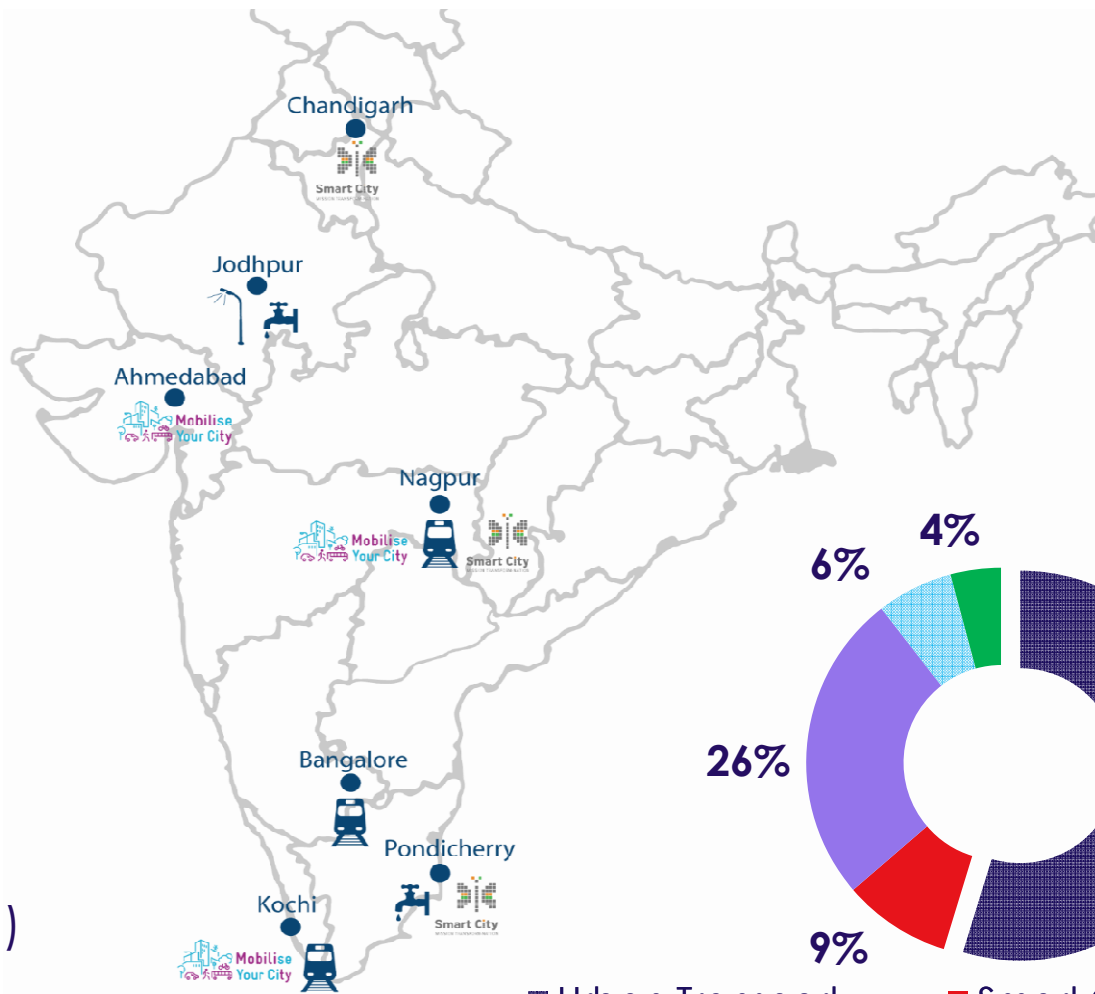 Chandigarh
Smart City
Jodhpur
Ahmedabad
Mobilise
Your City
Nagpur
Mobilise
Your City
Smart City
4%
6%
26%
9%
Bangalore
Pondicherry
Smart City
Kochi
Mobilise
Your City
)
Urban